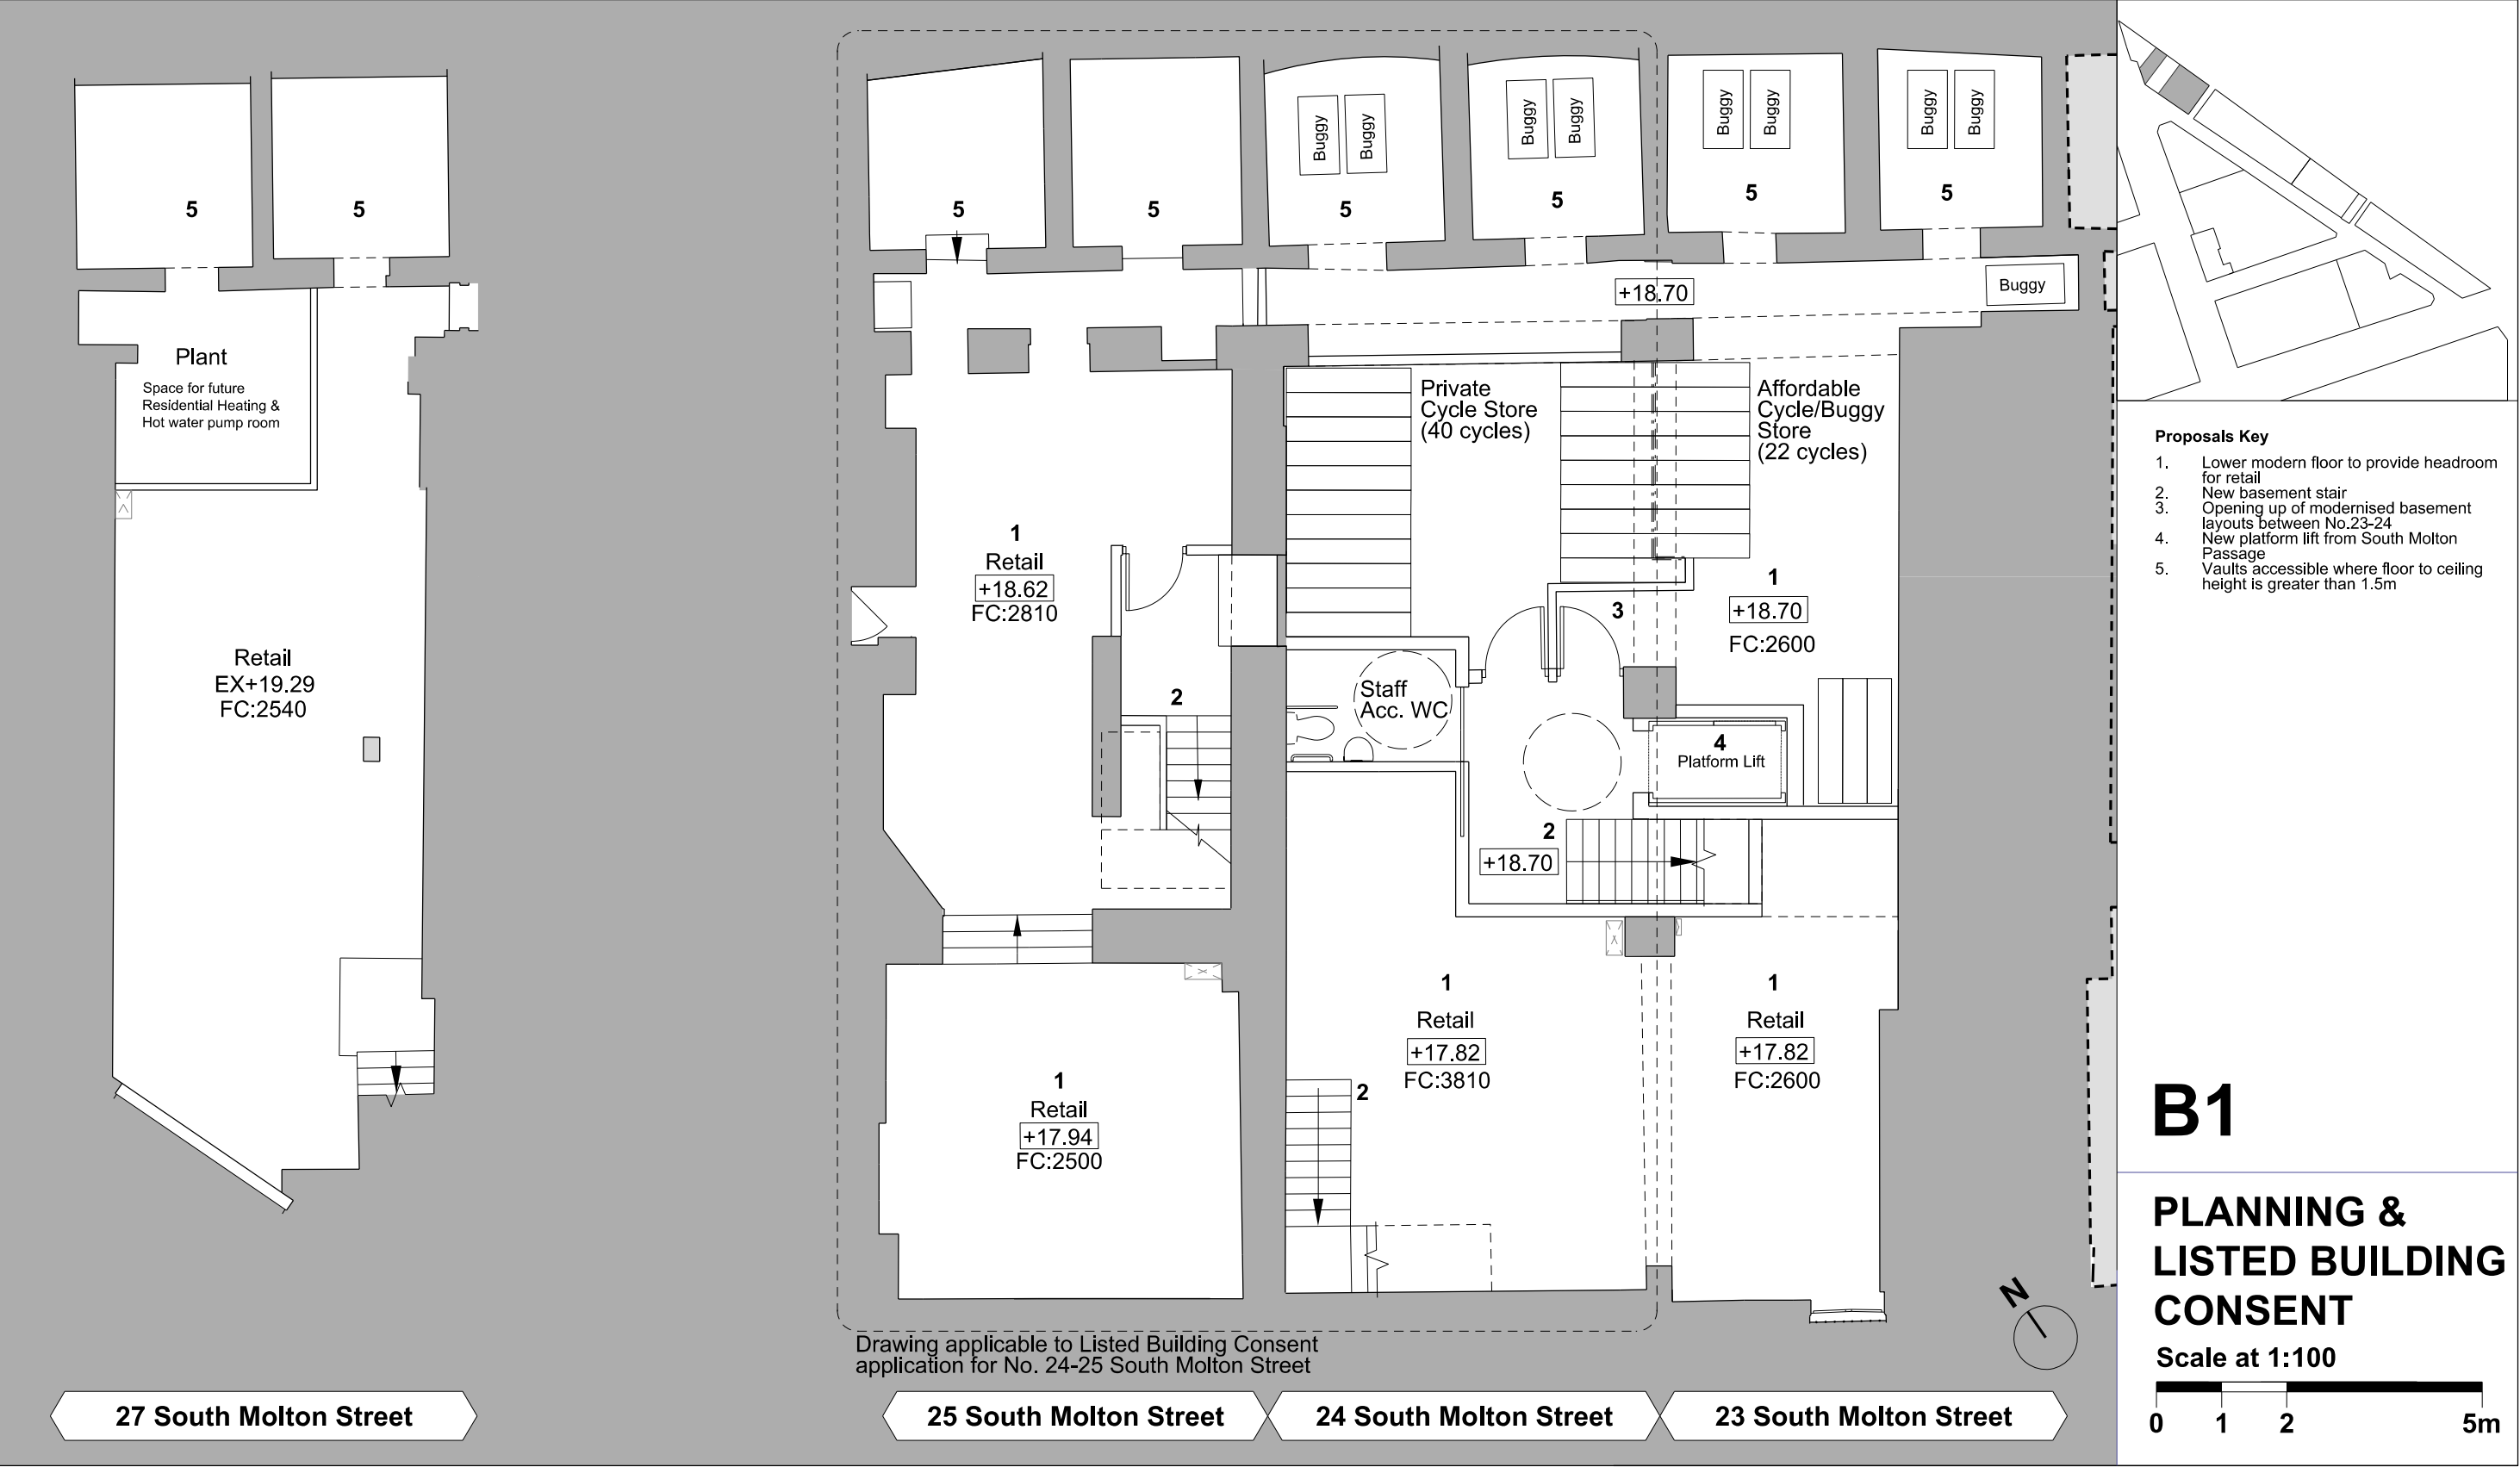 5
5
Plant
Space for future
Residential Heating &
Hot water pump room
Retail
EX+19.29
FC:2540
5
5
Buggy
Buggy
5
Buggy
Buggy
5
Buggy
Buggy
5
Buggy
Buggy
5
+18.70
Buggy
Private
Cycle Store
(40 cycles)
Affordable
Cycle/Buggy
Store
(22 cycles)
1
Retail
+18.62
FC:2810
3
1
+18.70
FC:2600
2
Staff
Acc. WC
4
Platform Lift
2
+18.70
1
Retail
+17.94
FC:2500
1
Retail
+17.82
FC:3810
2
1
Retail
+17.82
FC:2600
Drawing applicable to Listed Building Consent
application for No. 24-25 South Molton Street
N
27 South Molton Street
25 South Molton Street
24 South Molton Street
23 South Molton Street
Proposals Key
1. Lower modern floor to provide headroom
for retail
2. New basement stair
3. Opening up of modernised basement
layouts between No.23-24
4. New platform lift from South Molton
Passage
5. Vaults accessible where floor to ceiling
height is greater than 1.5m
B1
PLANNING &
LISTED BUILDING
CONSENT
Scale at 1:100
0 1 2 5m